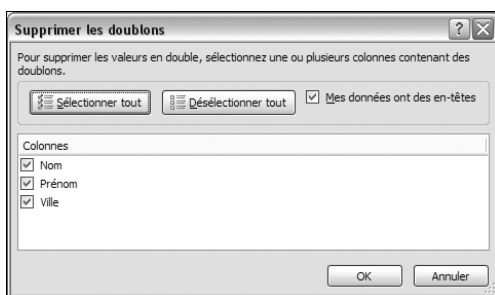 Supprimer les doublons
Pour supprimer les valeurs en double, sélectionnez une ou plusieurs colonnes contenant des
doublons.
Sélectionner tout
Désélectionner tout
Mes données ont des en-têtes
Colonnes
Nom
Prénom
Ville
OK
Annuler